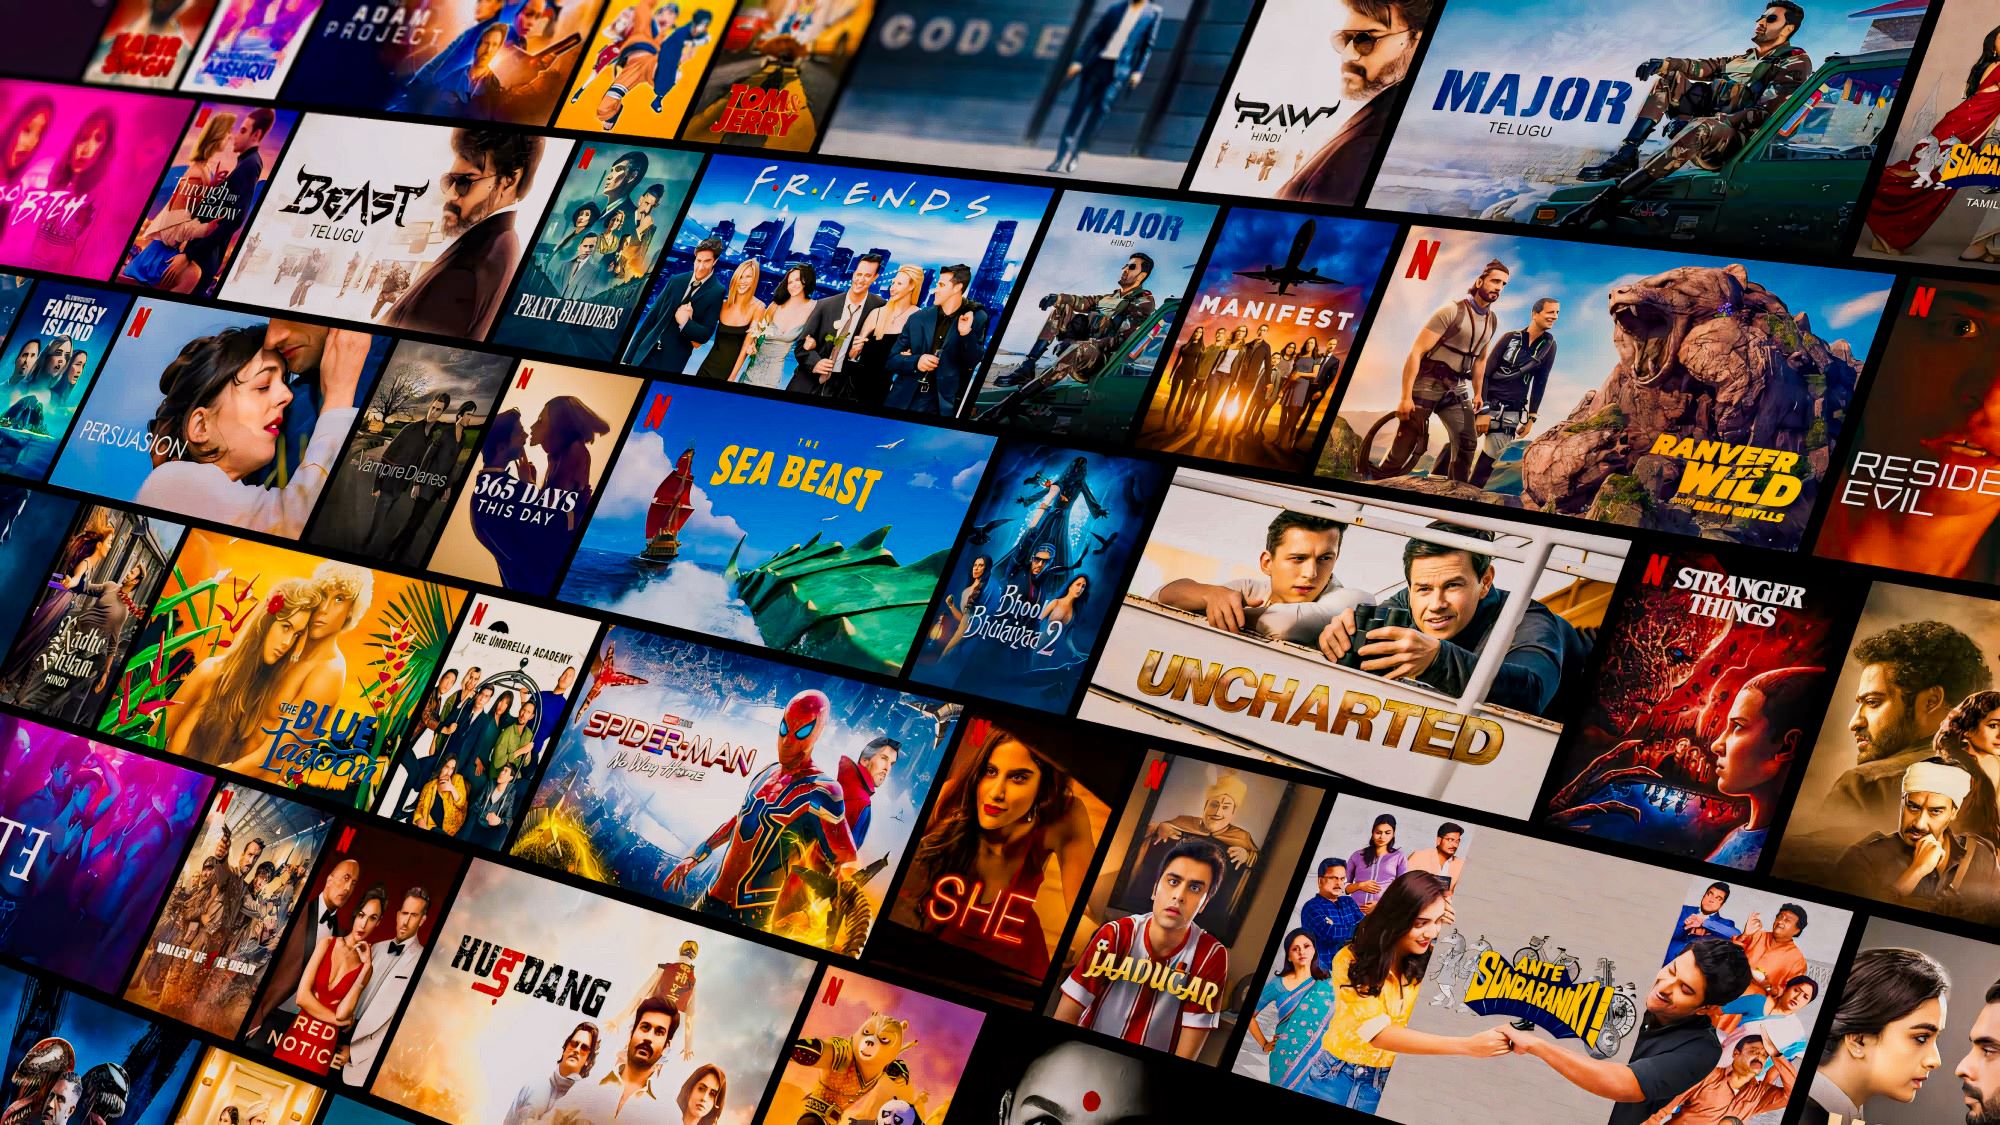 KABIR
SINGH
AASHIQUI
ADAM
PROJECT
TOM &
JERRY
GODSE
RAW
HINDI
MAJOR
TELUGU
TAMIL
BITCH
Through my
Window
BEAST
TELUGU
PEAKY BLINDERS
F·R·I·E·N·D·S
MAJOR
HINDI
MANIFEST
N
RANVEER
VS
WILD
WITH BEAR GRYLLS
N
RESIDE
EVIL
FANTASY
ISLAND
N
PERSUASION
the Vampire Diaries
N
365 DAYS
THIS DAY
N
THE
SEA BEAST
Bhool
Bhulaiyaa 2
UNCHARTED
N
STRANGER
THINGS
Radhe
Shyam
HINDI
THE BLUE
Lagoon
N
THE UMBRELLA ACADEMY
SPIDER-MAN
No Way Home
N
SHE
N
JAADUGAR
ANTE
SUNDARANIKI!
N
VALLEY OF THE DEAD
N
RED
NOTICE
HUSDANG
N